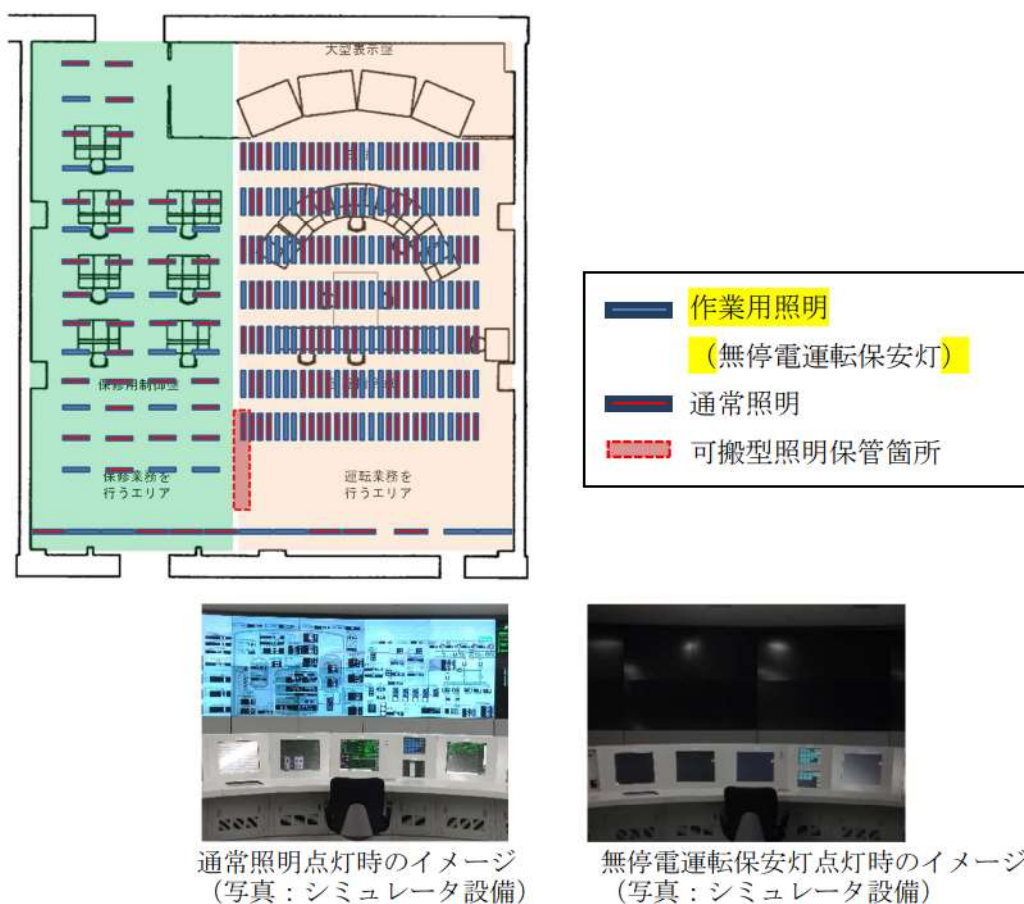 大型表示盤
保修用制御盤
保修業務を
行うエリア
運転業務を
行うエリア
作業用照明
（無停電運転保安灯）
通常照明
可搬型照明保管箇所
通常照明点灯時のイメージ
（写真：シミュレータ設備）
無停電運転保安灯点灯時のイメージ
（写真：シミュレータ設備）